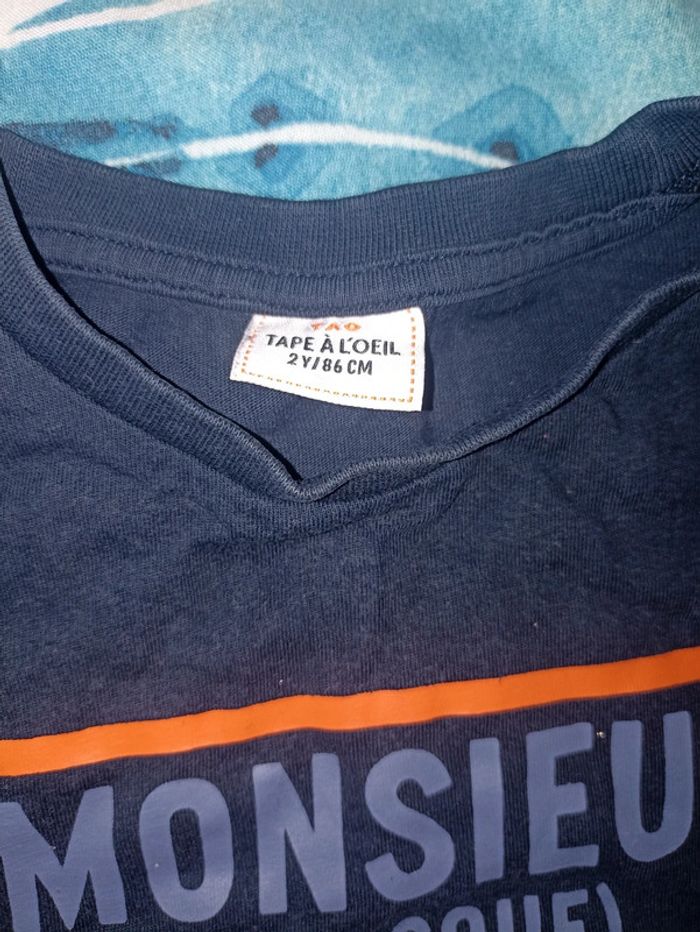 TAO
TAPE À L'OEIL
2Y/86 CM
MONSIEU